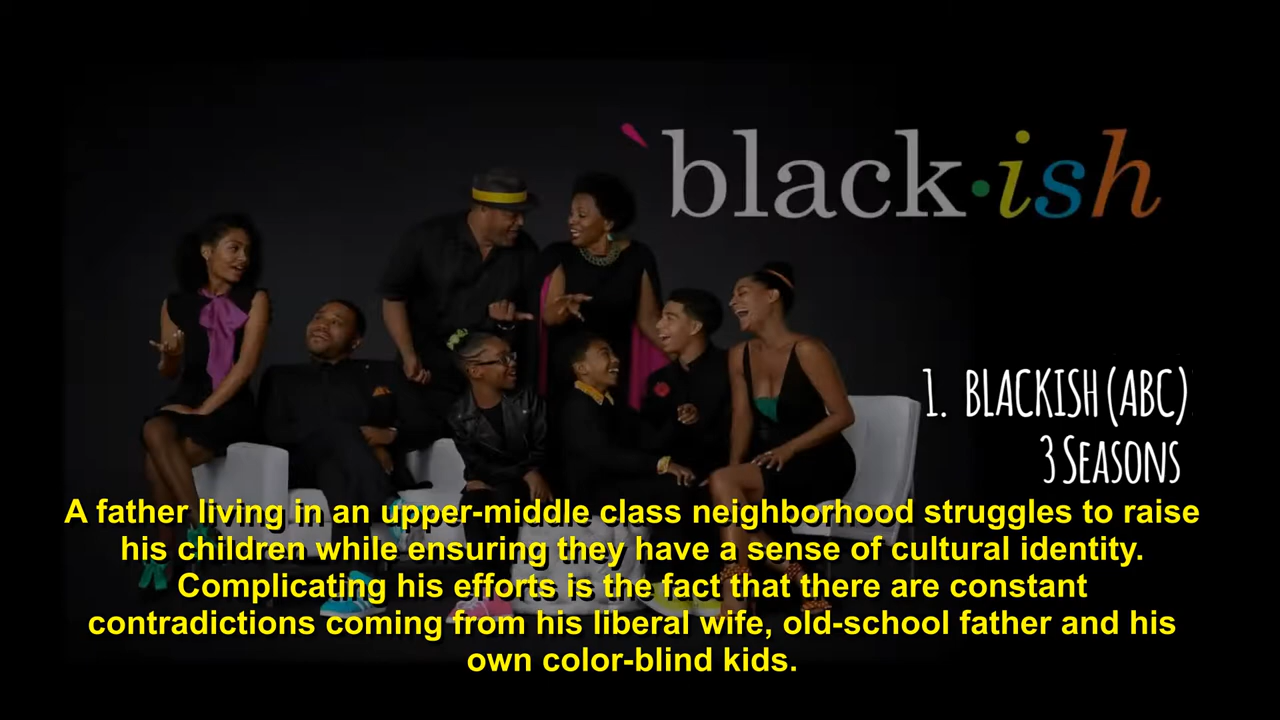 `black·ish
1. BLACKISH (ABC)
3 SEASONS
A father living in an upper-middle class neighborhood struggles to raise
his children while ensuring they have a sense of cultural identity.
Complicating his efforts is the fact that there are constant
contradictions coming from his liberal wife, old-school father and his
own color-blind kids.